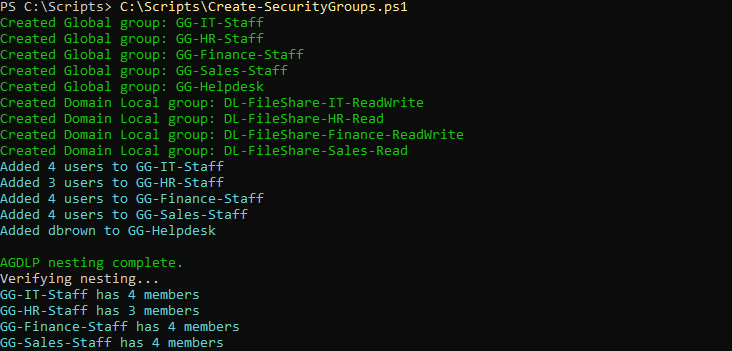 PS C:\Scripts> C:\Scripts\Create-SecurityGroups.ps1
Created Global group: GG-IT-Staff
Created Global group: GG-HR-Staff
Created Global group: GG-Finance-Staff
Created Global group: GG-Sales-Staff
Created Global group: GG-Helpdesk
Created Domain Local group: DL-FileShare-IT-ReadWrite
Created Domain Local group: DL-FileShare-HR-Read
Created Domain Local group: DL-FileShare-Finance-ReadWrite
Created Domain Local group: DL-FileShare-Sales-Read
Added 4 users to GG-IT-Staff
Added 3 users to GG-HR-Staff
Added 4 users to GG-Finance-Staff
Added 4 users to GG-Sales-Staff
Added dbrown to GG-Helpdesk
AGDLP nesting complete.
Verifying nesting...
GG-IT-Staff has 4 members
GG-HR-Staff has 3 members
GG-Finance-Staff has 4 members
GG-Sales-Staff has 4 members